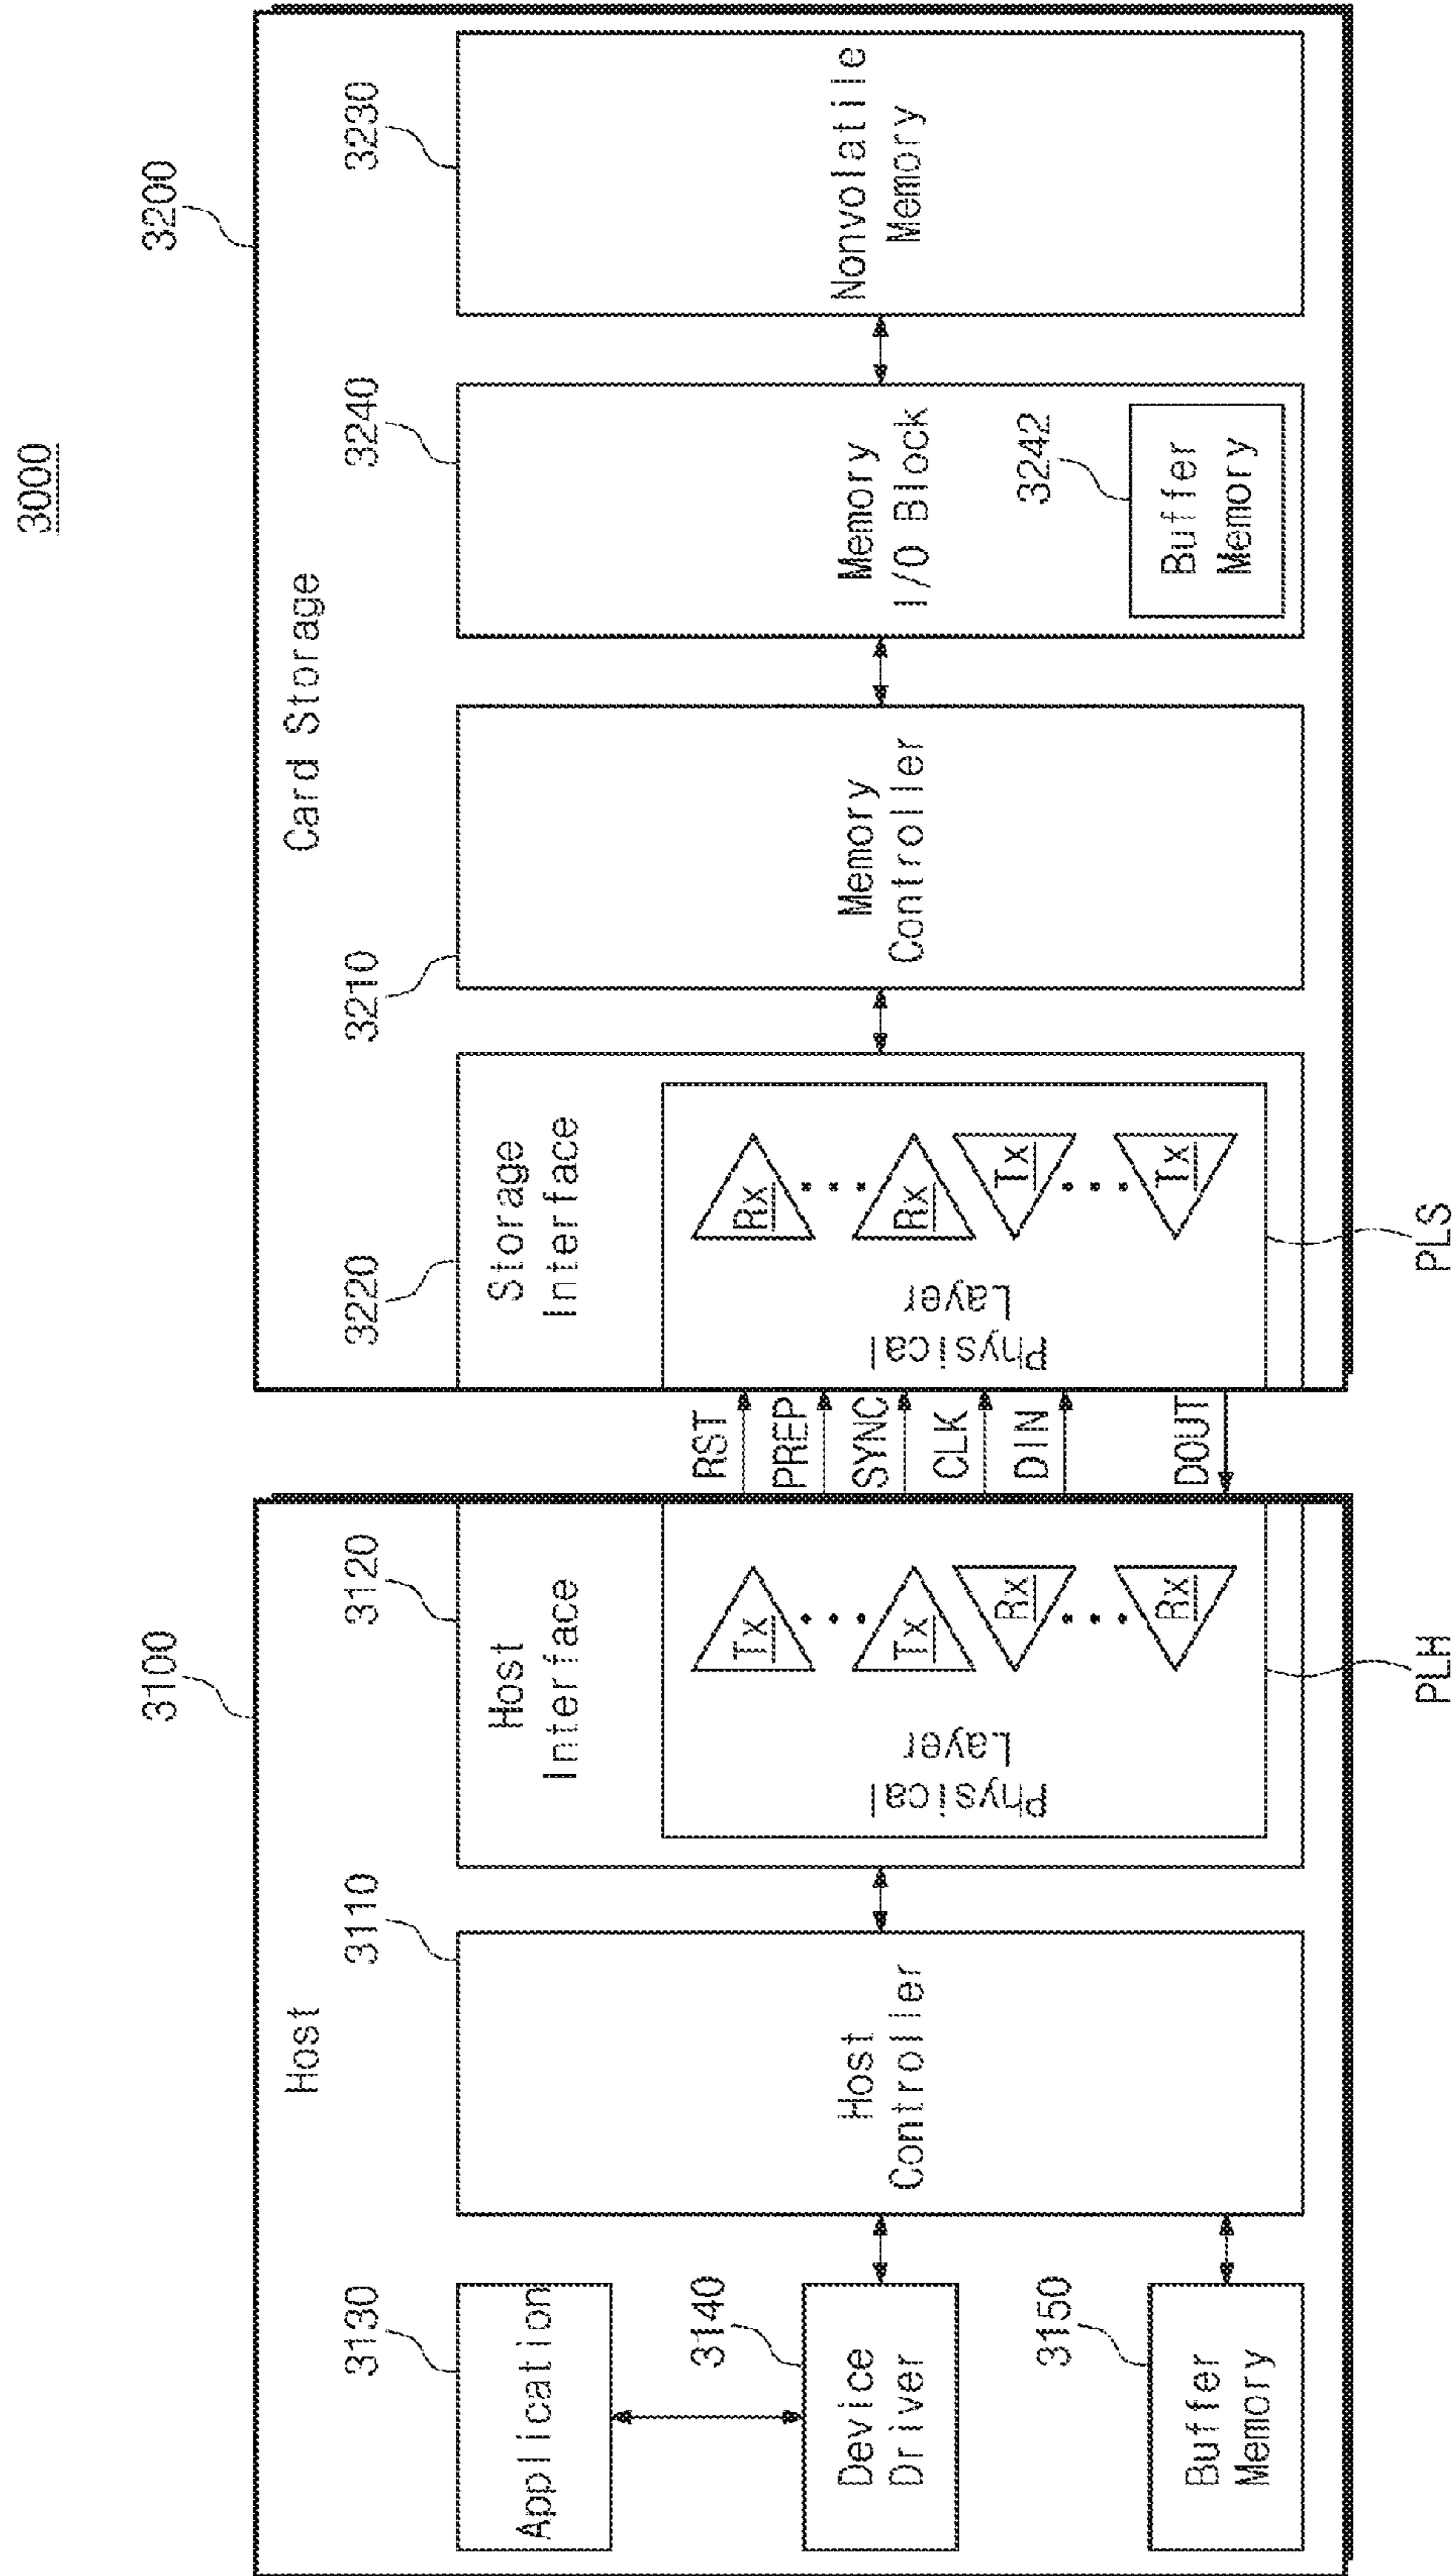 3000
3100
3200
Host
Card Storage
3130
3110
3120
3220
3210
3240
3230
Application
3140
Device
Driver
3150
Buffer
Memory
Host
Controller
Host
Interface
Physical
Layer
Tx
Tx
Rx
Rx
PLH
RST
PREP
SYNC
CLK
DIN
DOUT
Storage
Interface
Physical
Layer
Rx
Rx
Tx
Tx
PLS
Memory
Controller
Memory
I/O Block
3242
Buffer
Memory
Nonvolatile
Memory